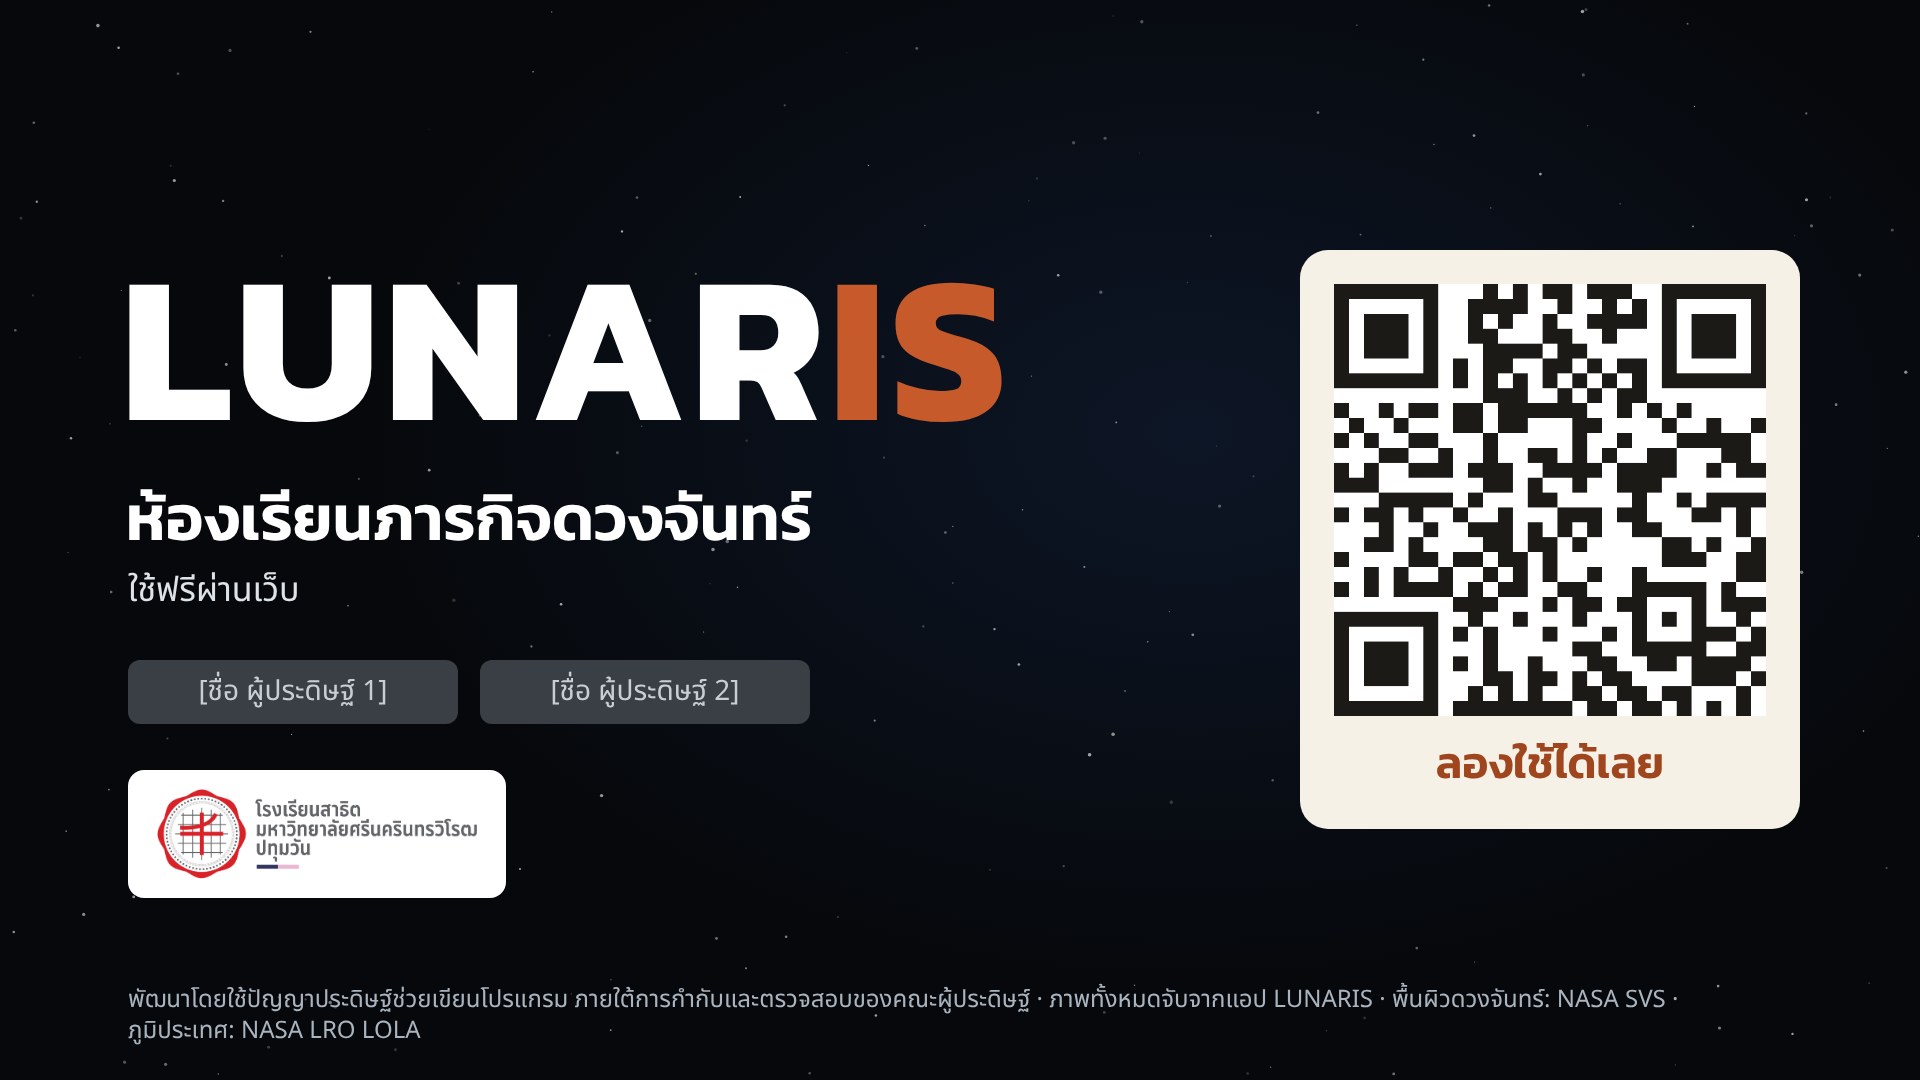 LUNARIS
ห้องเรียนภารกิจดวงจันทร์
ใช้ฟรีผ่านเว็บ
[ชื่อ ผู้ประดิษฐ์ 1]
[ชื่อ ผู้ประดิษฐ์ 2]
โรงเรียนสาธิต
มหาวิทยาลัยศรีนครินทรวิโรฒ
ปทุมวัน
ลองใช้ได้เลย
พัฒนาโดยใช้ปัญญาประดิษฐ์ช่วยเขียนโปรแกรม ภายใต้การกำกับและตรวจสอบของคณะผู้ประดิษฐ์ · ภาพทั้งหมดจับจากแอป LUNARIS · พื้นผิวดวงจันทร์: NASA SVS ·
ภูมิประเทศ: NASA LRO LOLA